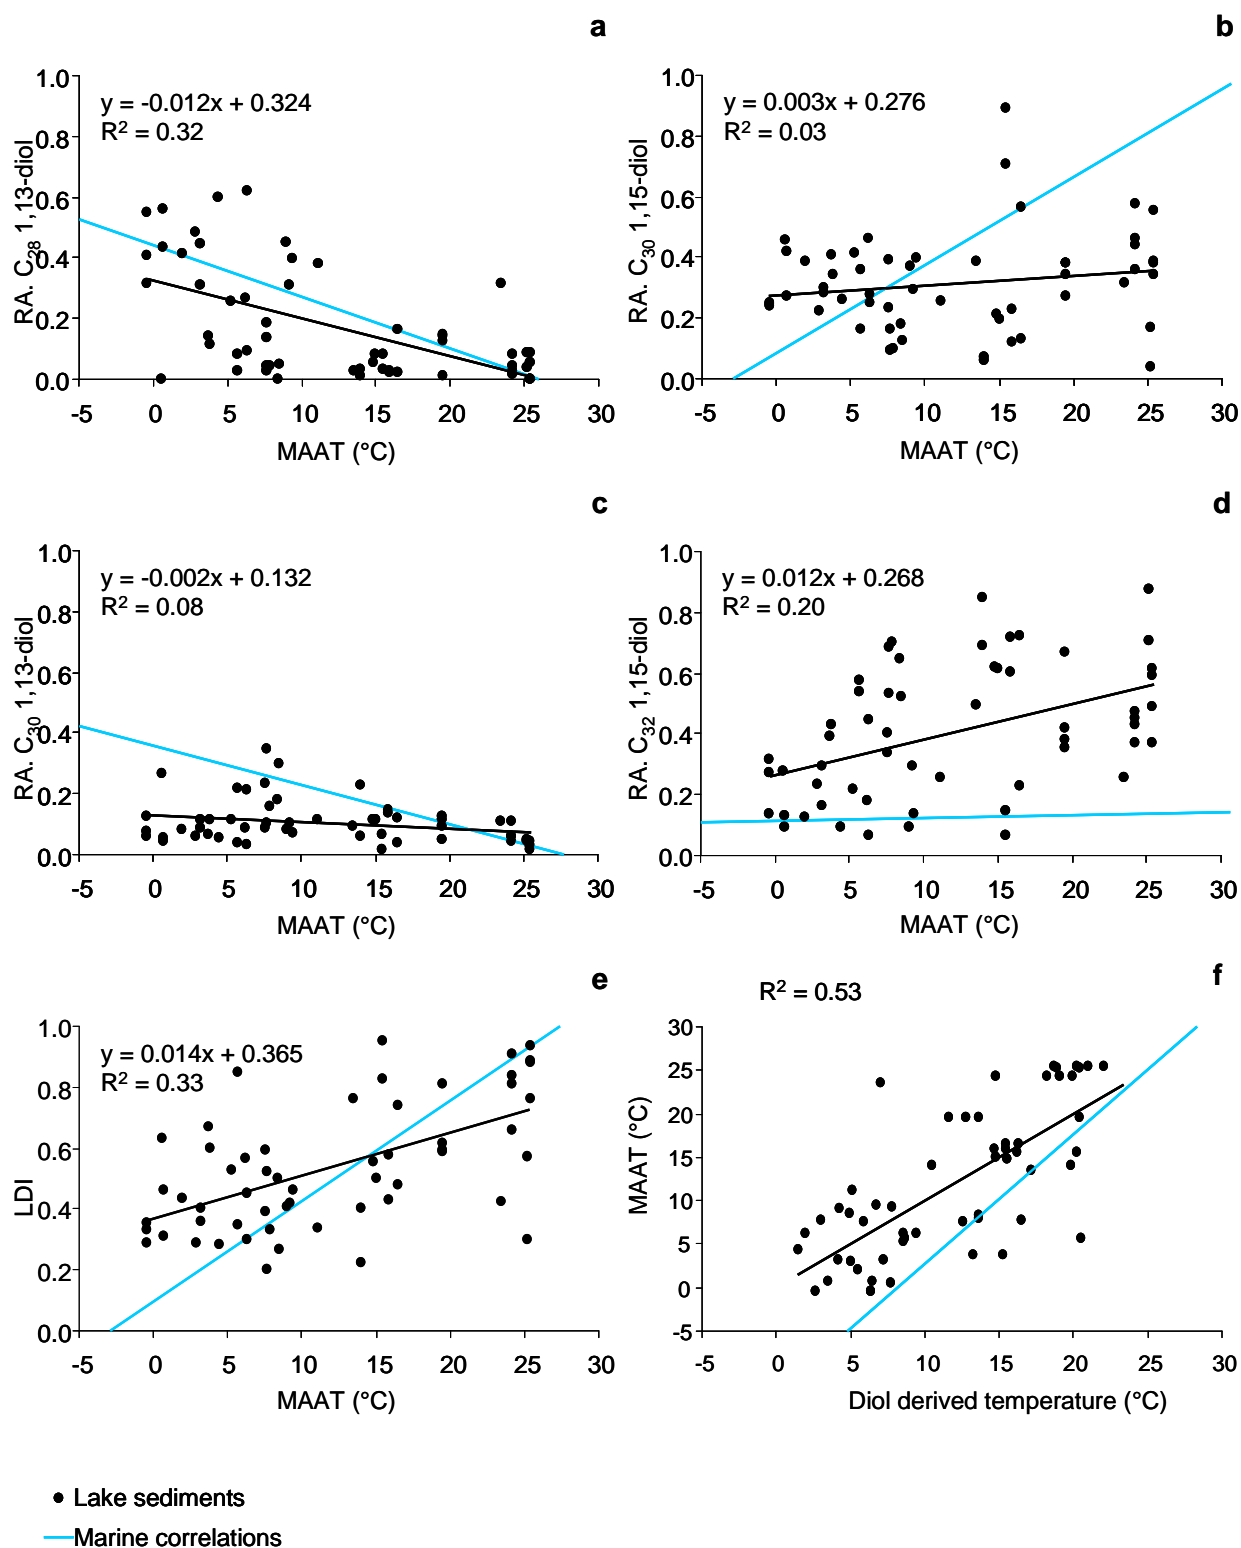 a
1.0
0.8
0.6
0.4
0.2
0.0
RA. C28 1,13-diol
y = -0.012x + 0.324
R2 = 0.32
-5 0 5 10 15 20 25 30
MAAT (°C)
b
1.0
0.8
0.6
0.4
0.2
0.0
RA. C30 1,15-diol
y = 0.003x + 0.276
R2 = 0.03
-5 0 5 10 15 20 25 30
MAAT (°C)
c
1.0
0.8
0.6
0.4
0.2
0.0
RA. C30 1,13-diol
y = -0.002x + 0.132
R2 = 0.08
-5 0 5 10 15 20 25 30
MAAT (°C)
d
1.0
0.8
0.6
0.4
0.2
0.0
RA. C32 1,15-diol
y = 0.012x + 0.268
R2 = 0.20
-5 0 5 10 15 20 25 30
MAAT (°C)
e
1.0
0.8
0.6
0.4
0.2
0.0
LDI
y = 0.014x + 0.365
R2 = 0.33
-5 0 5 10 15 20 25 30
MAAT (°C)
f
R2 = 0.53
30
25
20
15
10
5
0
-5
MAAT (°C)
-5 0 5 10 15 20 25 30
Diol derived temperature (°C)
Lake sediments
Marine correlations